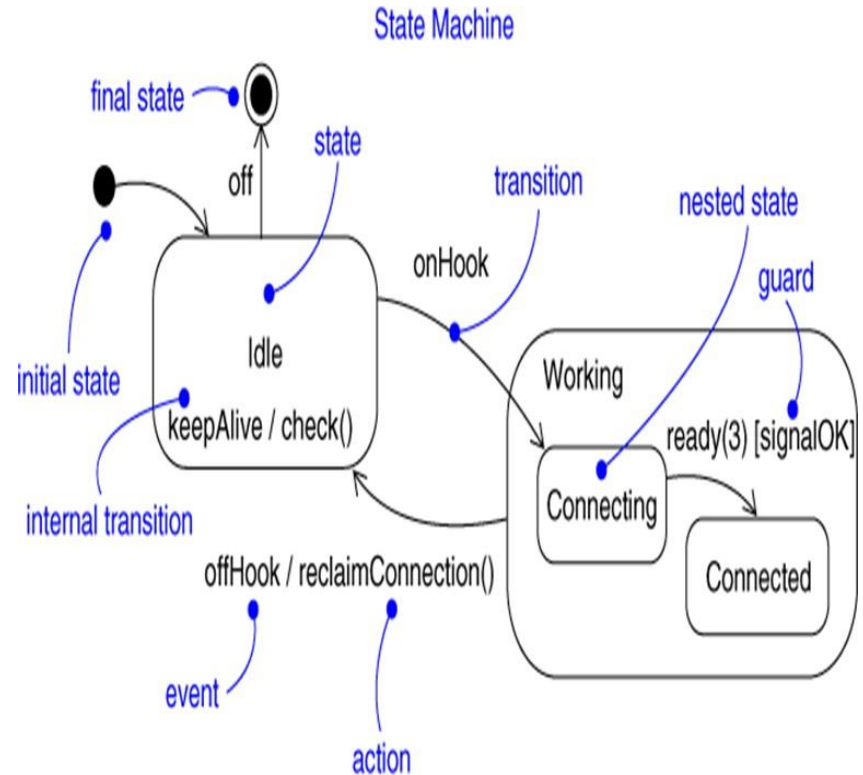 State Machine
final state
state
off
transition
nested state
onHook
guard
Idle
initial state
Working
keepAlive / check()
ready(3) [signalOK]
Connecting
internal transition
offHook / reclaimConnection()
Connected
event
action